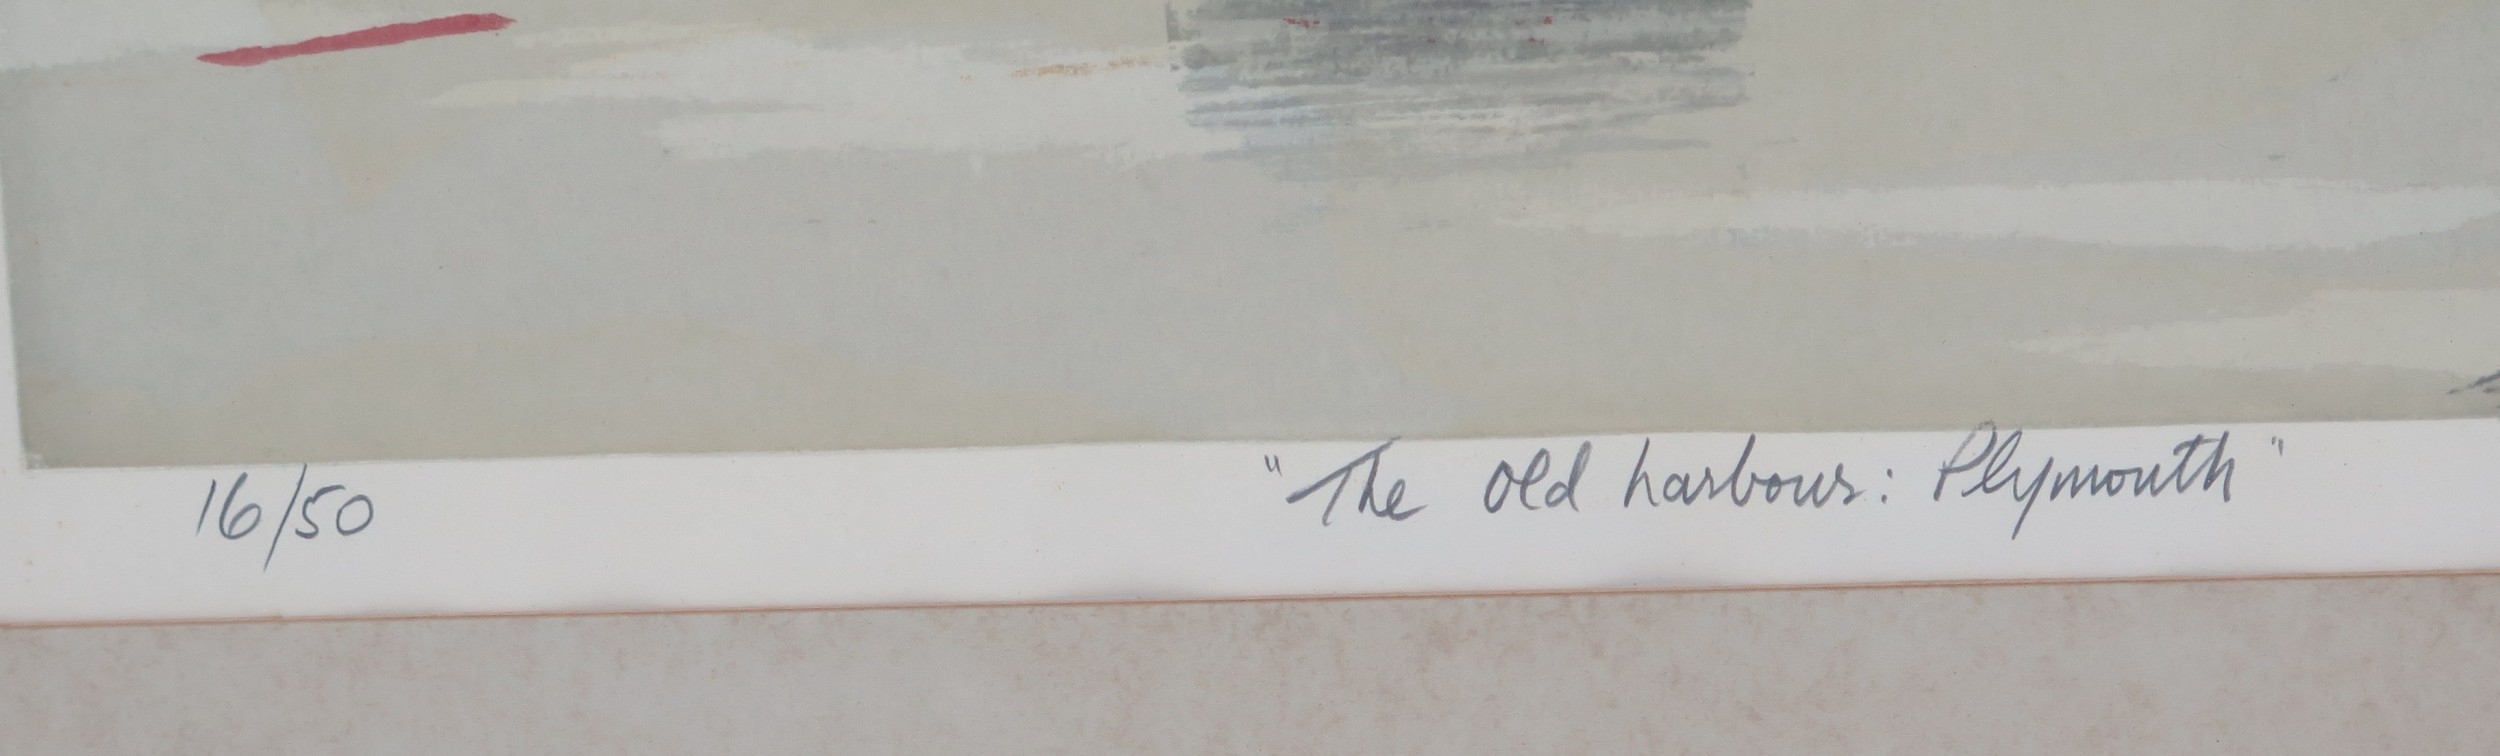 16/50 "The Old harbour: Plymouth"